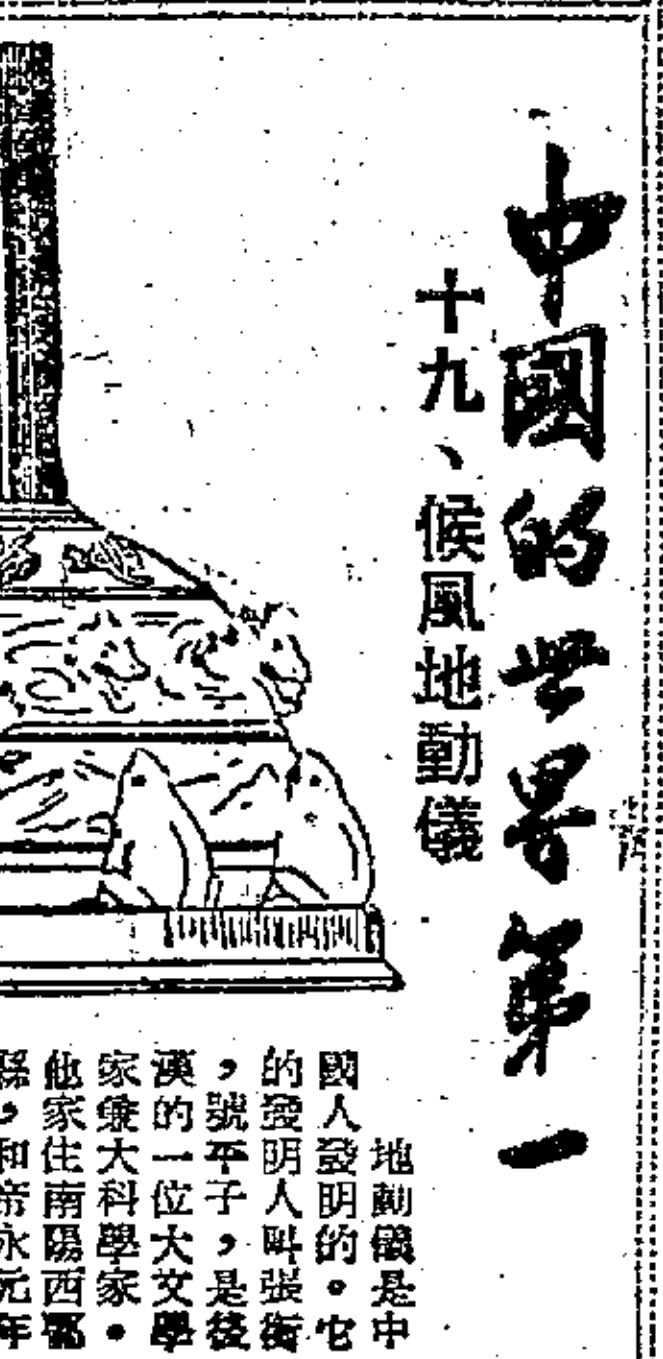 中國的世界第一
十九、候風地動儀
地動儀是中
國人發明的。它
的發明人叫張衡
,號平子,是後
漢的一位大文學
家兼大科學家。
他家住南陽西鄂
縣,和帝永元年